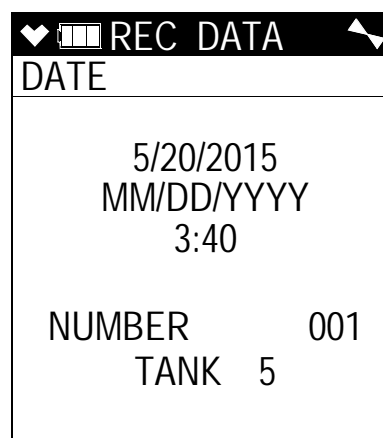 REC DATA
DATE
5/20/2015
MM/DD/YYYY
3:40
NUMBER 001
TANK 5